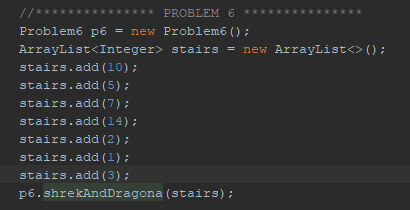 //*************** PROBLEM 6 ***************
Problem6 p6 = new Problem6();
ArrayList<Integer> stairs = new ArrayList<>();
stairs.add(10);
stairs.add(5);
stairs.add(7);
stairs.add(14);
stairs.add(2);
stairs.add(1);
stairs.add(3);
p6.shrekAndDragona(stairs);